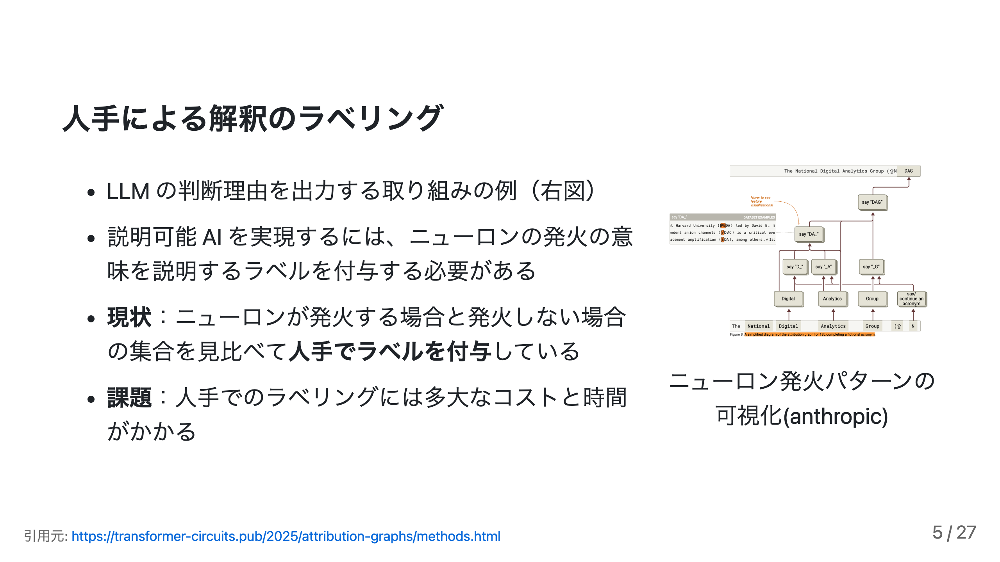 人手による解釈のラベリング
• LLM の判断理由を出力する取り組みの例（右図）
• 説明可能 AI を実現するには、ニューロンの発火の意
味を説明するラベルを付与する必要がある
• 現状：ニューロンが発火する場合と発火しない場合
の集合を見比べて人手でラベルを付与している
• 課題：人手でのラベリングには多大なコストと時間
がかかる
The National Digital Analytics Group (⇪N DAG
say “DAG”
Hover to see
feature
visualizations!
say “DA_” DATASET EXAMPLES
t Harvard University (PGDA) led by David E.
ndent anion channels (VDAC) is a critical eve
acement amplification (SDA), among others.⏎ Iso
say “DA_”
say “D_” say “_A” say “_G”
Digital Analytics Group
say/
continue an
acronym
The National Digital Analytics Group (⇪ N
Figure 8: A simplified diagram of the attribution graph for 18L completing a fictional acronym.
ニューロン発火パターンの
可視化(anthropic)
引用元: https://transformer-circuits.pub/2025/attribution-graphs/methods.html
5 / 27